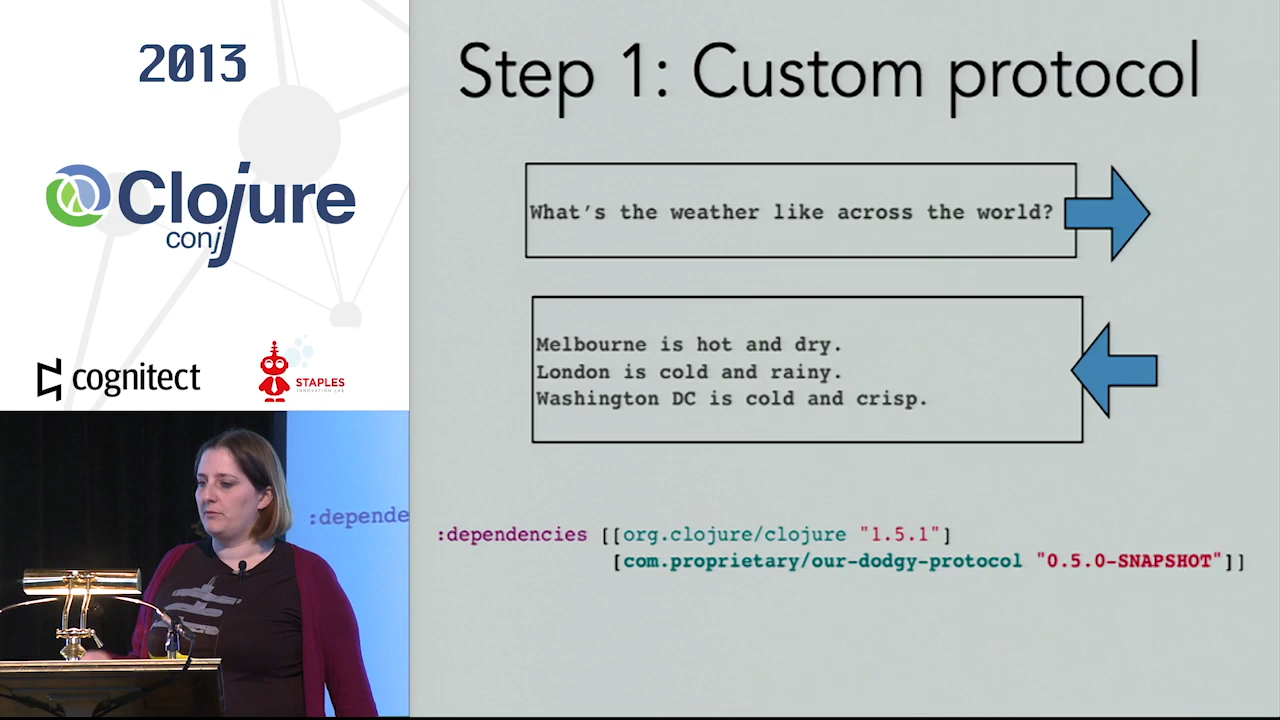 2013
Clojure
conj
cognitect
STAPLES
INNOVATION LAB
:depende
Step 1: Custom protocol
What's the weather like across the world?
Melbourne is hot and dry.
London is cold and rainy.
Washington DC is cold and crisp.
:dependencies [[org.clojure/clojure "1.5.1"]
[com.proprietary/our-dodgy-protocol "0.5.0-SNAPSHOT"]]